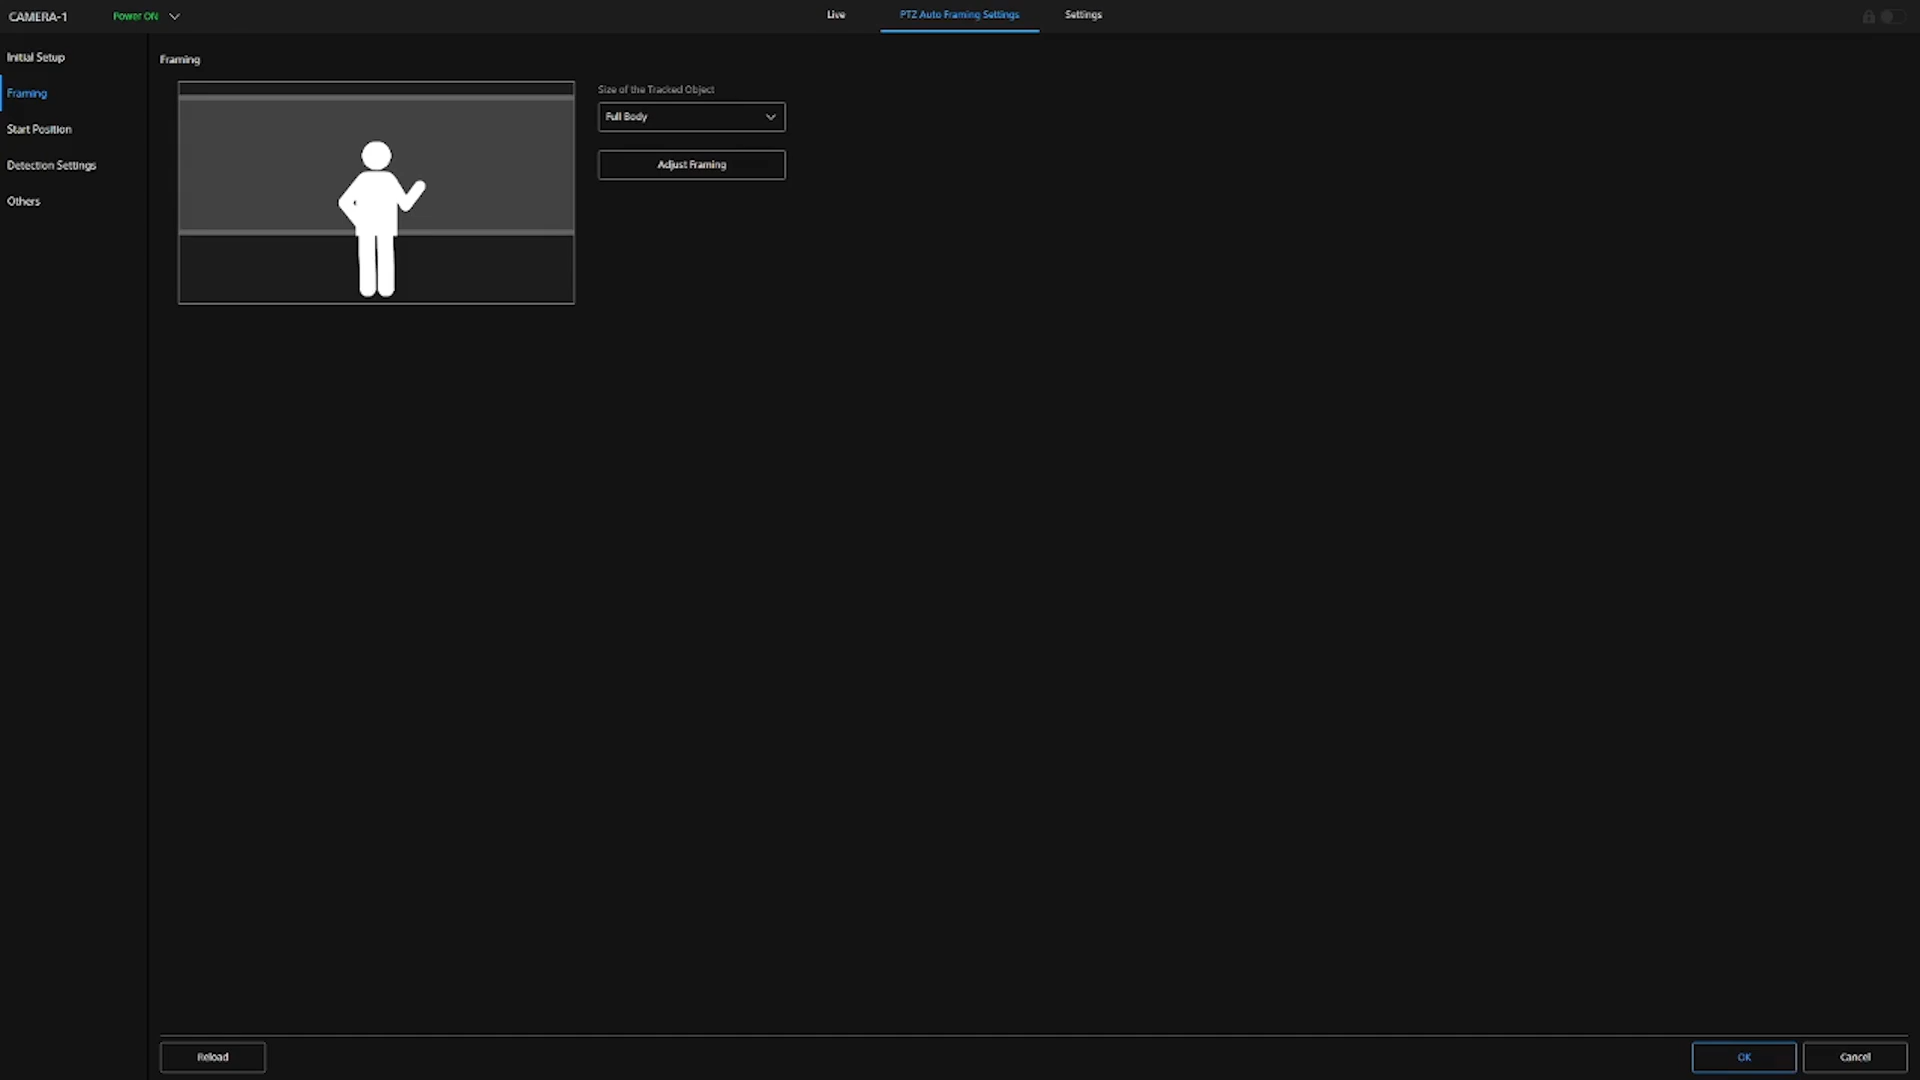 CAMERA-1
Power ON
Live
PTZ Auto Framing Settings
Settings
Initial Setup
Framing
Start Position
Detection Settings
Others
Framing
Size of the Tracked Object
Full Body
Adjust Framing
Reload
OK
Cancel